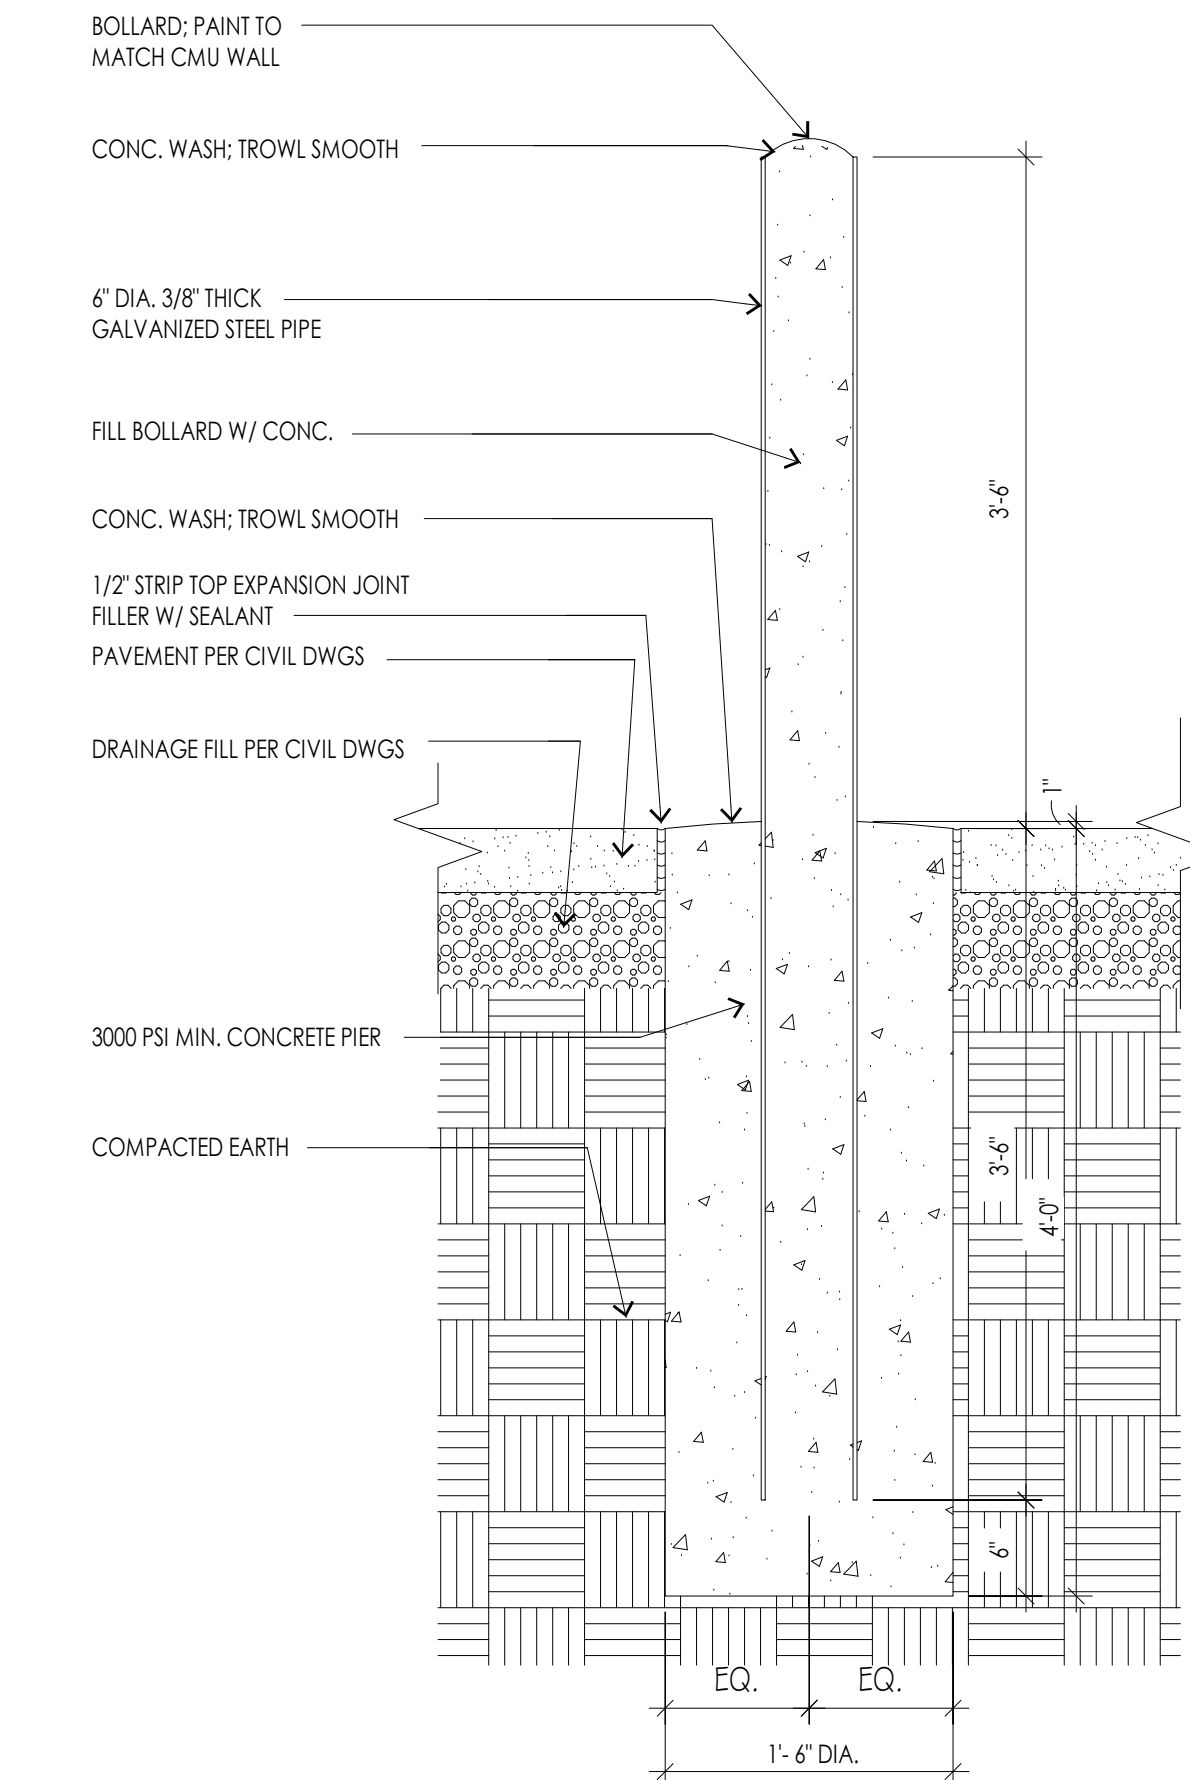 BOLLARD; PAINT TO
MATCH CMU WALL
CONC. WASH; TROWL SMOOTH
6" DIA. 3/8" THICK
GALVANIZED STEEL PIPE
FILL BOLLARD W/ CONC.
3'-6"
CONC. WASH; TROWL SMOOTH
1/2" STRIP TOP EXPANSION JOINT
FILLER W/ SEALANT
PAVEMENT PER CIVIL DWGS
DRAINAGE FILL PER CIVIL DWGS
1"
3000 PSI MIN. CONCRETE PIER
COMPACTED EARTH
3'-6"
4'-0"
6"
EQ.
EQ.
1'- 6" DIA.